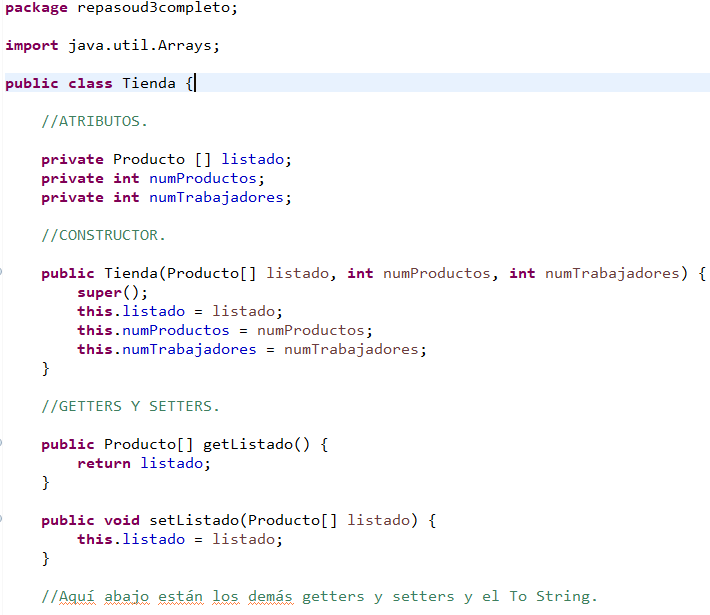 package repasoud3completo;
import java.util.Arrays;
public class Tienda {
//ATRIBUTOS.
private Producto [] listado;
private int numProductos;
private int numTrabajadores;
//CONSTRUCTOR.
public Tienda(Producto[] listado, int numProductos, int numTrabajadores) {
super();
this.listado = listado;
this.numProductos = numProductos;
this.numTrabajadores = numTrabajadores;
}
//GETTERS Y SETTERS.
public Producto[] getListado() {
return listado;
}
public void setListado(Producto[] listado) {
this.listado = listado;
}
//Aquí abajo están los demás getters y setters y el To String.